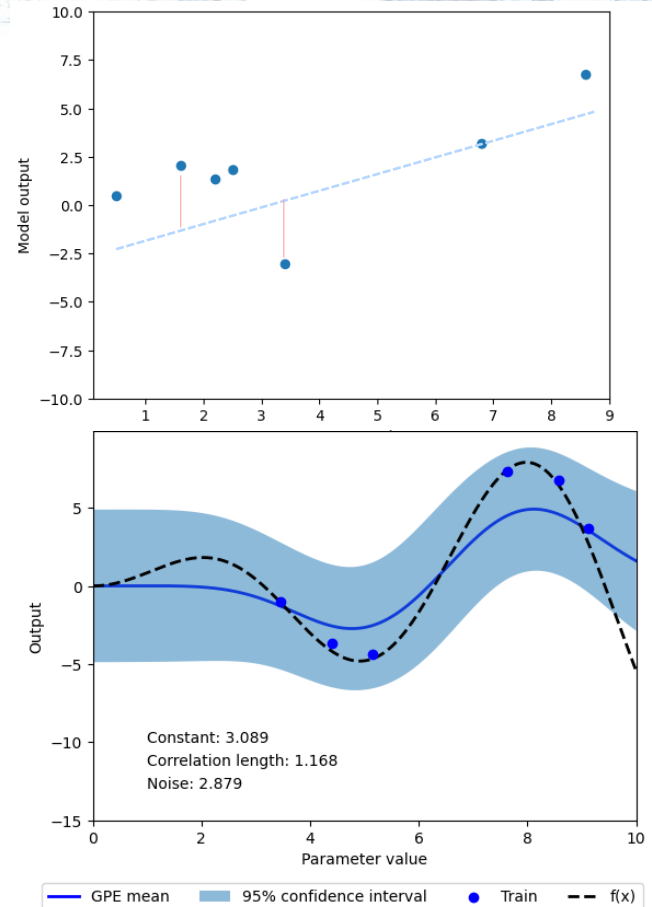 10.0
7.5
5.0
2.5
0.0
−2.5
−5.0
−7.5
−10.0
Model output
1 2 3 4 5 6 7 8 9
5
0
−5
−10
−15
Output
Constant: 3.089
Correlation length: 1.168
Noise: 2.879
0 2 4 6 8 10
Parameter value
GPE mean 95% confidence interval Train f(x)